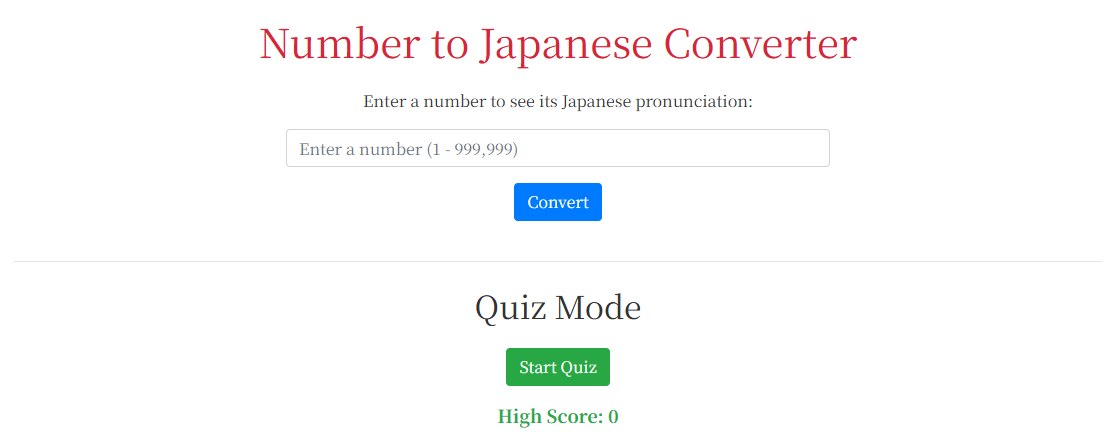 Number to Japanese Converter
Enter a number to see its Japanese pronunciation:
Enter a number (1 - 999,999)
Convert
Quiz Mode
Start Quiz
High Score: 0